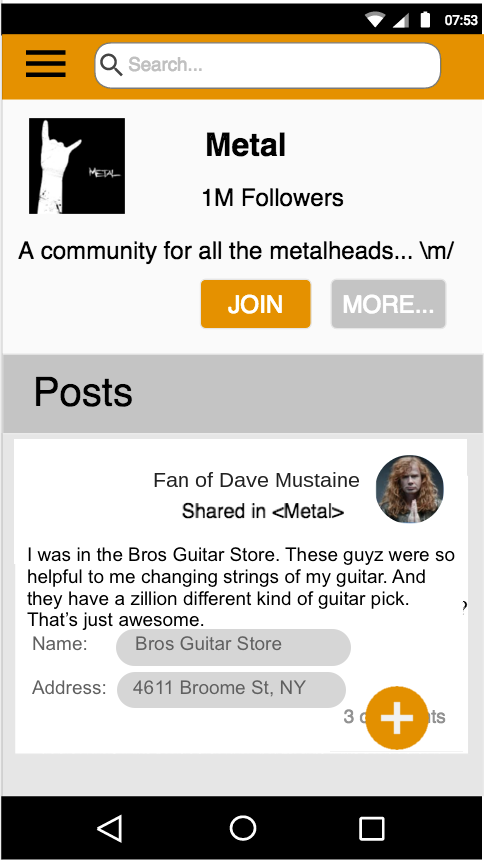 07:53
Search...
METAL
Metal
1M Followers
A community for all the metalheads... \m/
JOIN
MORE...
Posts
Fan of Dave Mustaine
Shared in <Metal>
I was in the Bros Guitar Store. These guyz were so
helpful to me changing strings of my guitar. And
they have a zillion different kind of guitar pick.
?
That's just awesome.
Name:
Bros Guitar Store
Address:
4611 Broome St, NY
3